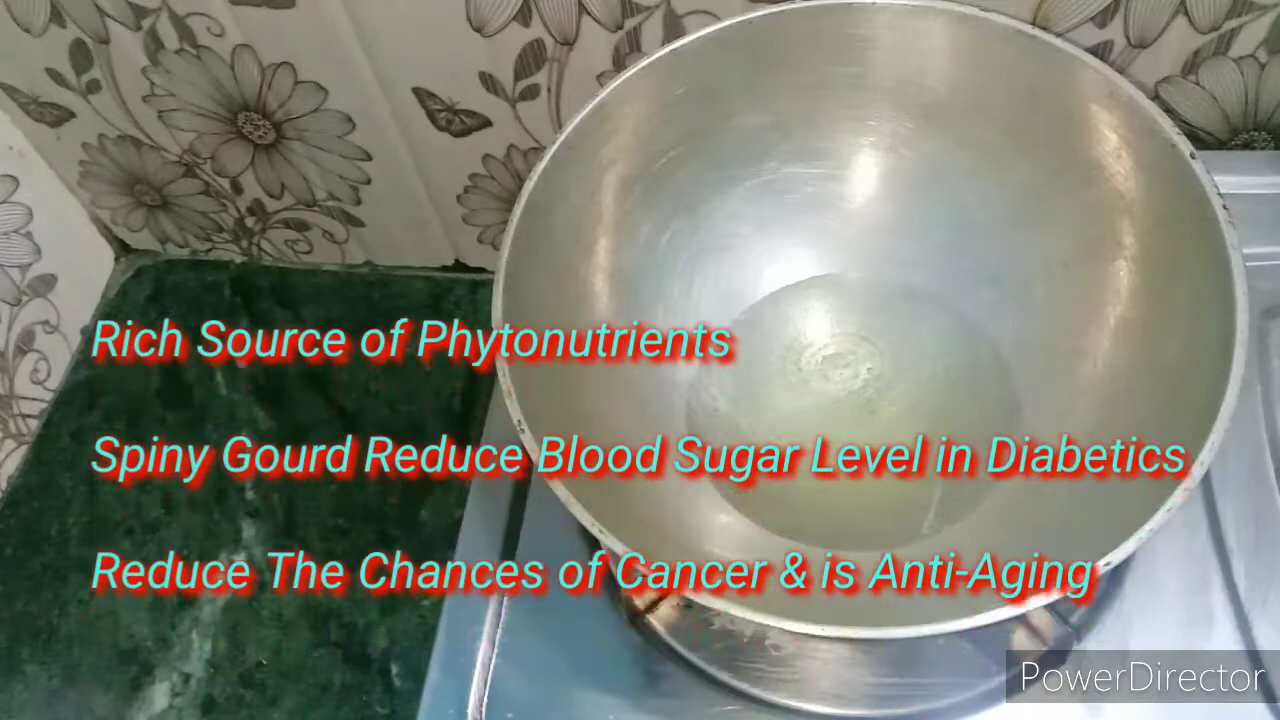 Rich Source of Phytonutrients
Spiny Gourd Reduce Blood Sugar Level in Diabetics
Reduce The Chances of Cancer & is Anti-Aging
PowerDirector